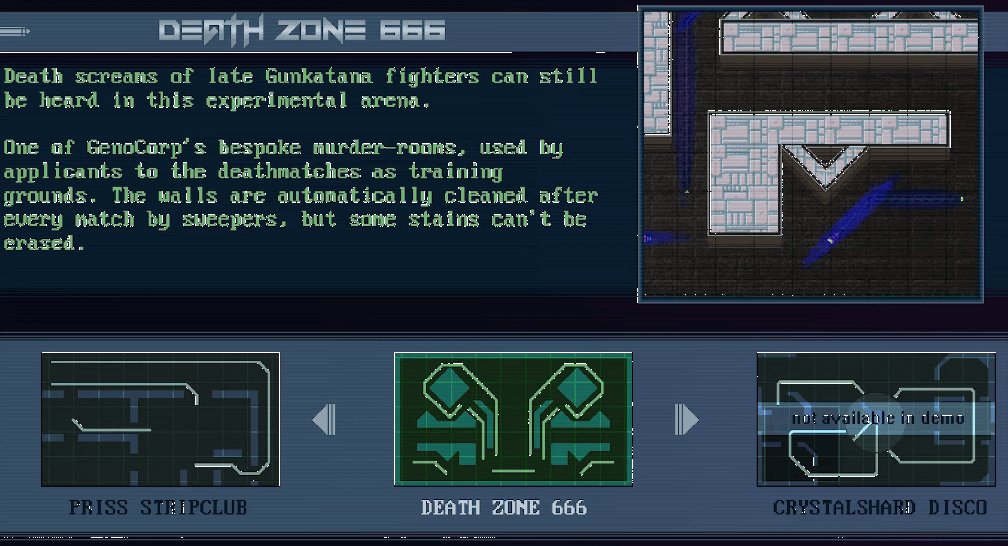 DEATH ZONE 666
Death screams of late Gunkatana fighters can still
be heard in this experimental arena.
One of GenoCorp's bespoke murder-rooms, used by
applicants to the deathmatches as training
grounds. The walls are automatically cleaned after
every match by sweepers, but some stains can't be
erased.
not available in demo
PRISS STRIPCLUB
DEATH ZONE 666
CRYSTALSHARD DISCO